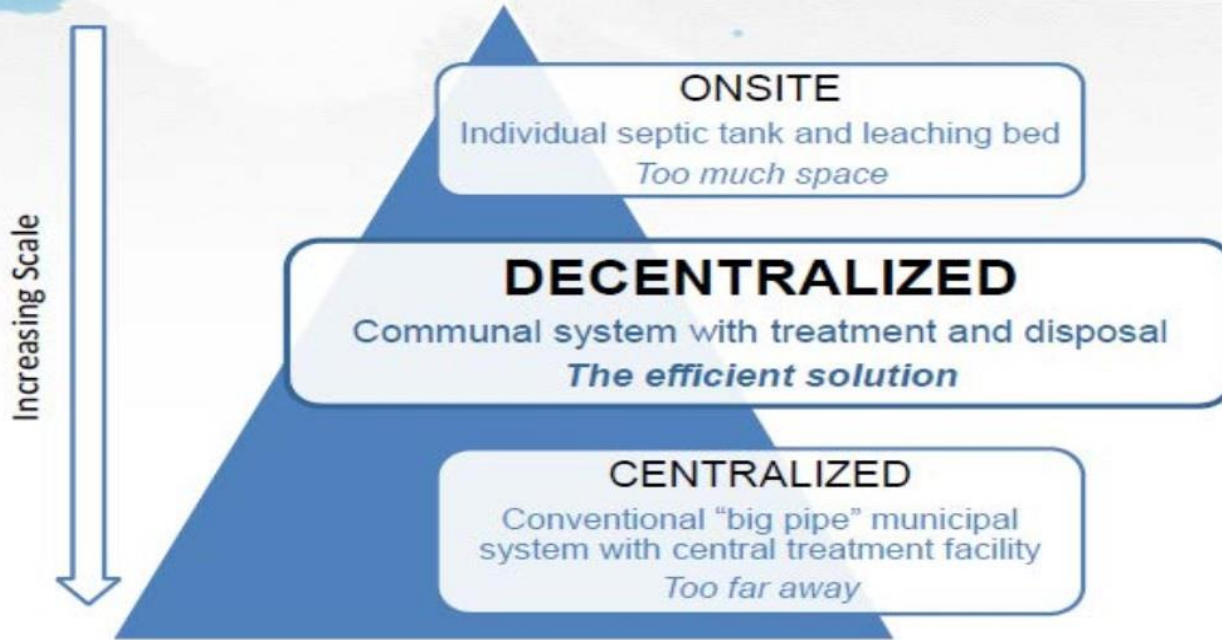 Increasing Scale
ONSITE
Individual septic tank and leaching bed
Too much space
DECENTRALIZED
Communal system with treatment and disposal
The efficient solution
CENTRALIZED
Conventional “big pipe” municipal
system with central treatment facility
Too far away